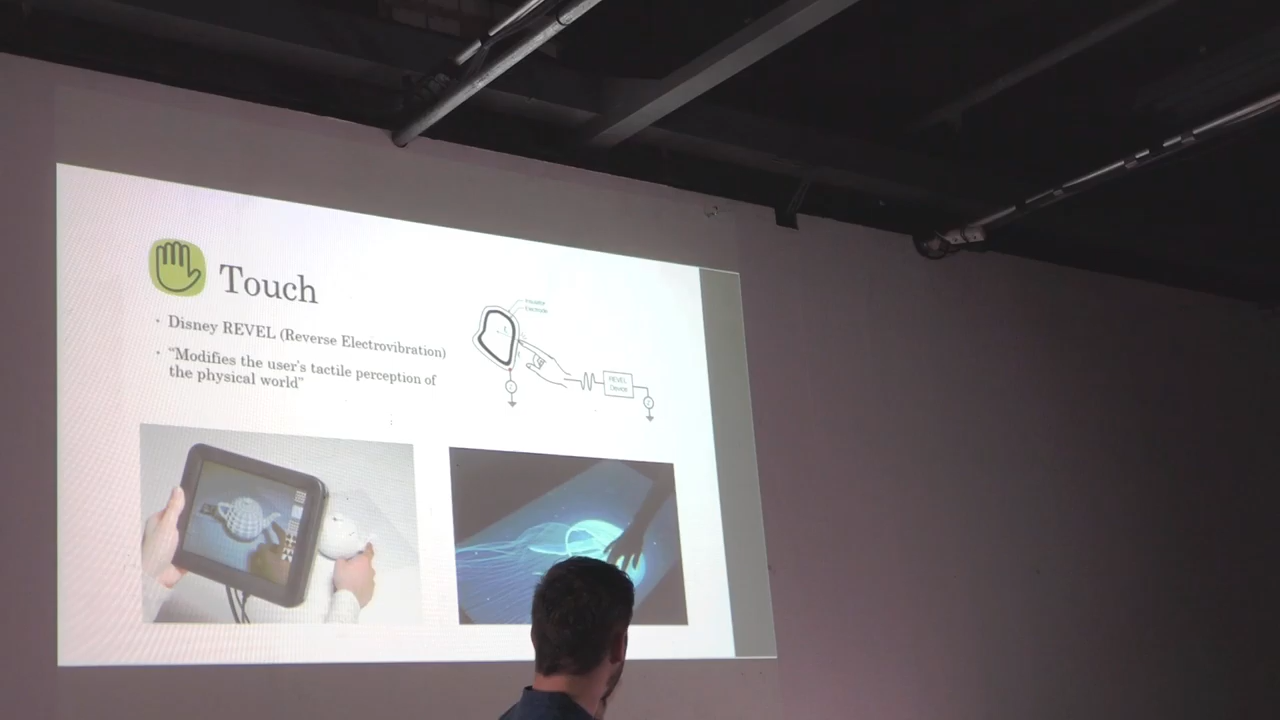 Touch
• Disney REVEL (Reverse Electrovibration)
• "Modifies the user's tactile perception of
the physical world"
Insulator
Electrode
REVEL
Device